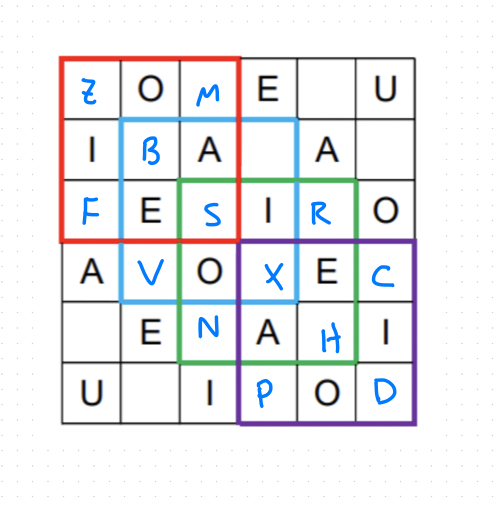 Z O M E U
I B A A
F E S I R O
A V O X E C
E N A H I
U I P O D